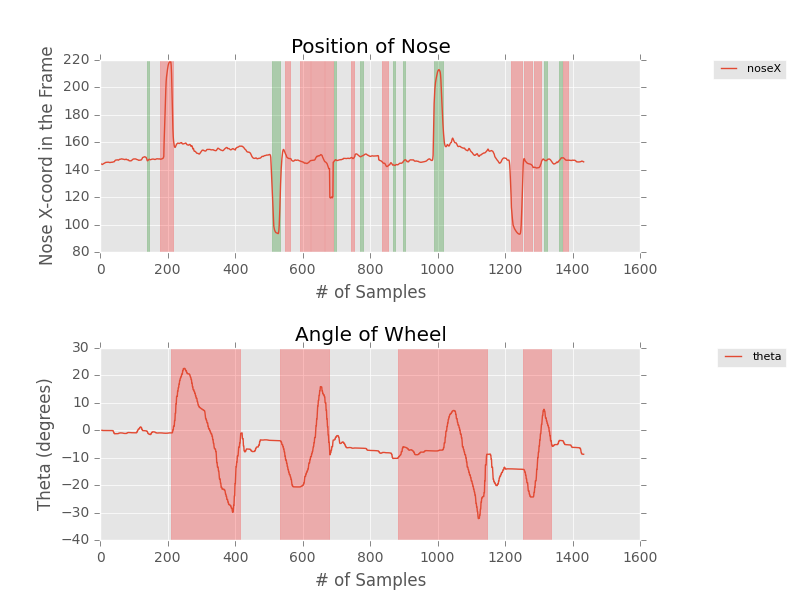 Position of Nose
Nose X-coord in the Frame
220
200
180
160
140
120
100
80
0 200 400 600 800 1000 1200 1400 1600
# of Samples
noseX
Angle of Wheel
Theta (degrees)
30
20
10
0
−10
−20
−30
−40
0 200 400 600 800 1000 1200 1400 1600
# of Samples
theta